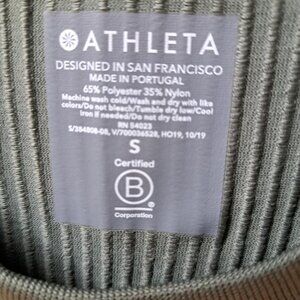 ATHLETA
DESIGNED IN SAN FRANCISCO
MADE IN PORTUGAL
65% Polyester 35% Nylon
Machine wash cold/Wash and dry with like
colors/Do not bleach/Tumble dry low/Cool
iron if needed/Do not dry clean
RN 54023
S/354808-08, V/700036528, HO19, 10/19
S
Certified
B
Corporation